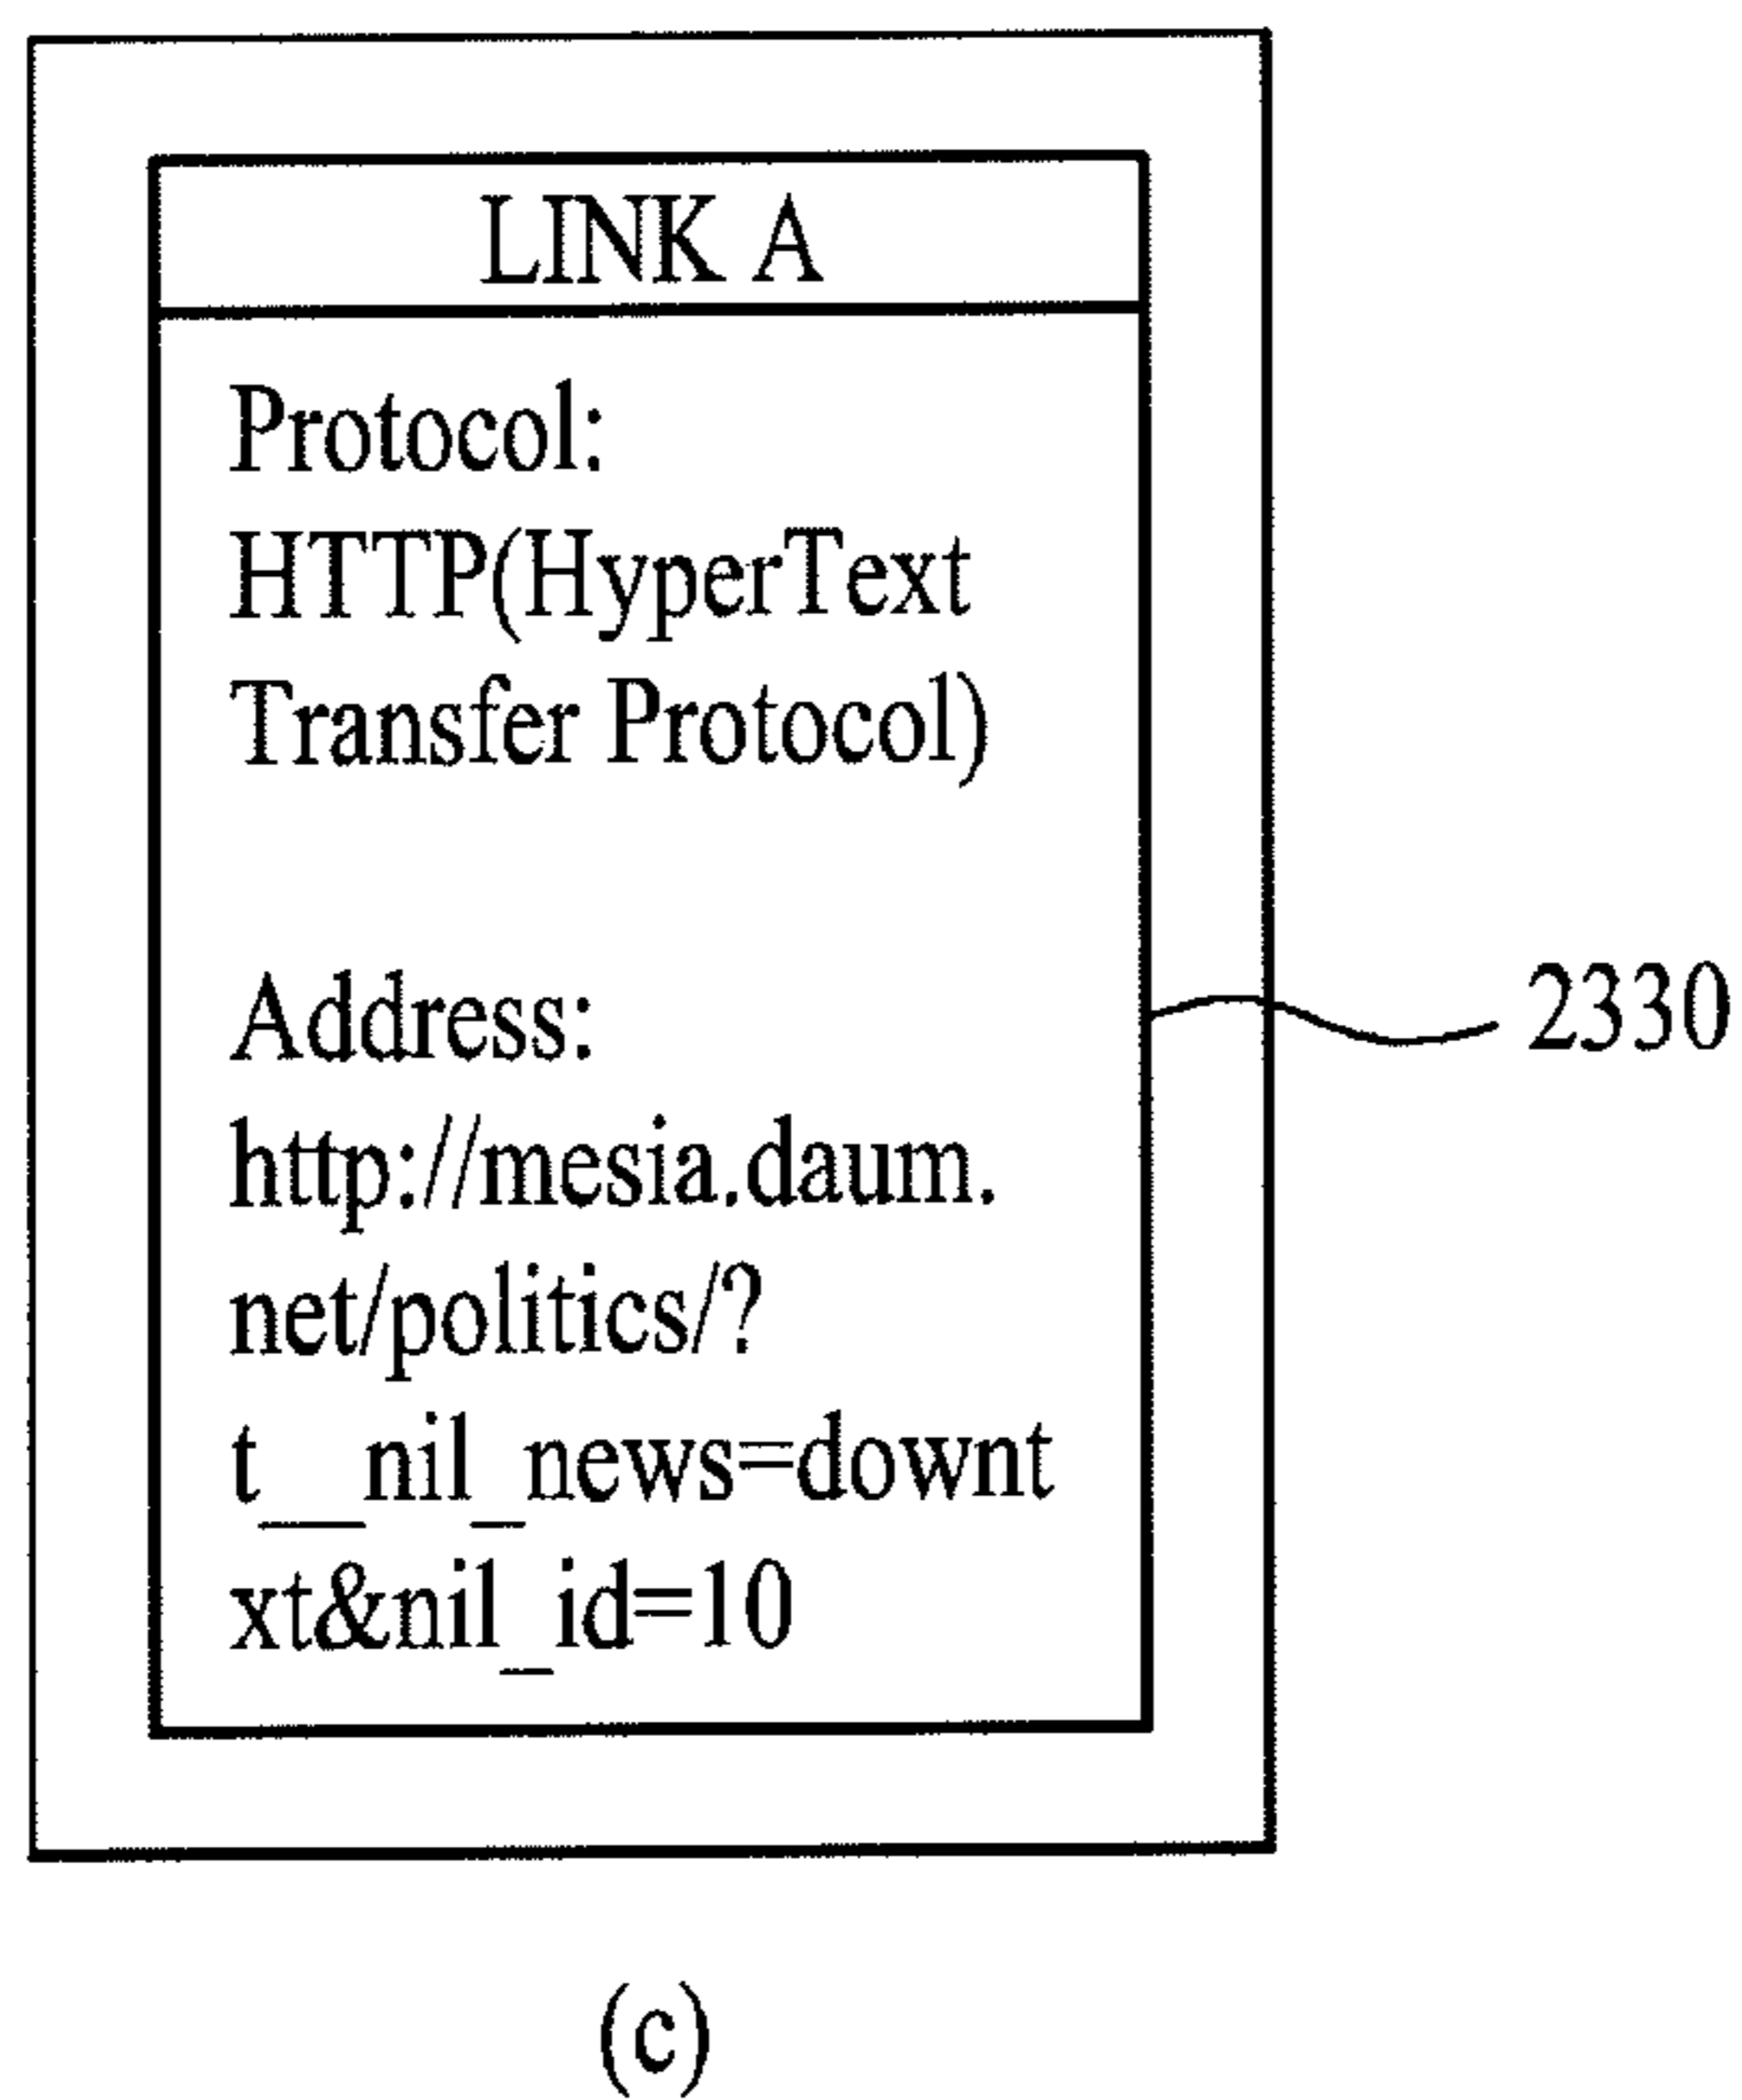 LINK A
Protocol:
HTTP(HyperText
Transfer Protocol)
Address:
http://mesia.daum.
net/politics/?
t__nil_news=downt
xt&nil_id=10
2330
(c)